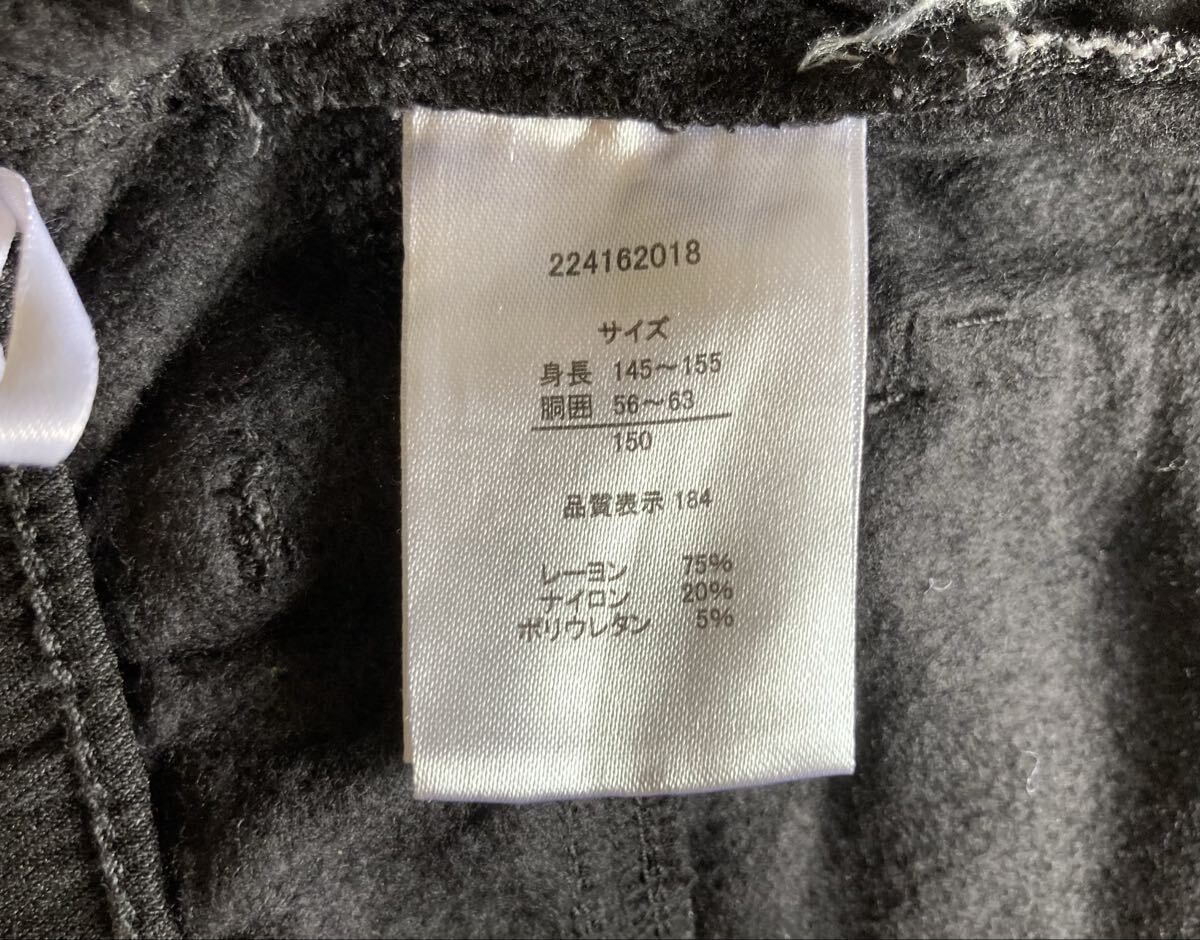 224162018
サイズ
身長 145〜155
胴囲 56〜63
150
品質表示 184
レーヨン 75%
ナイロン 20%
ポリウレタン 5%